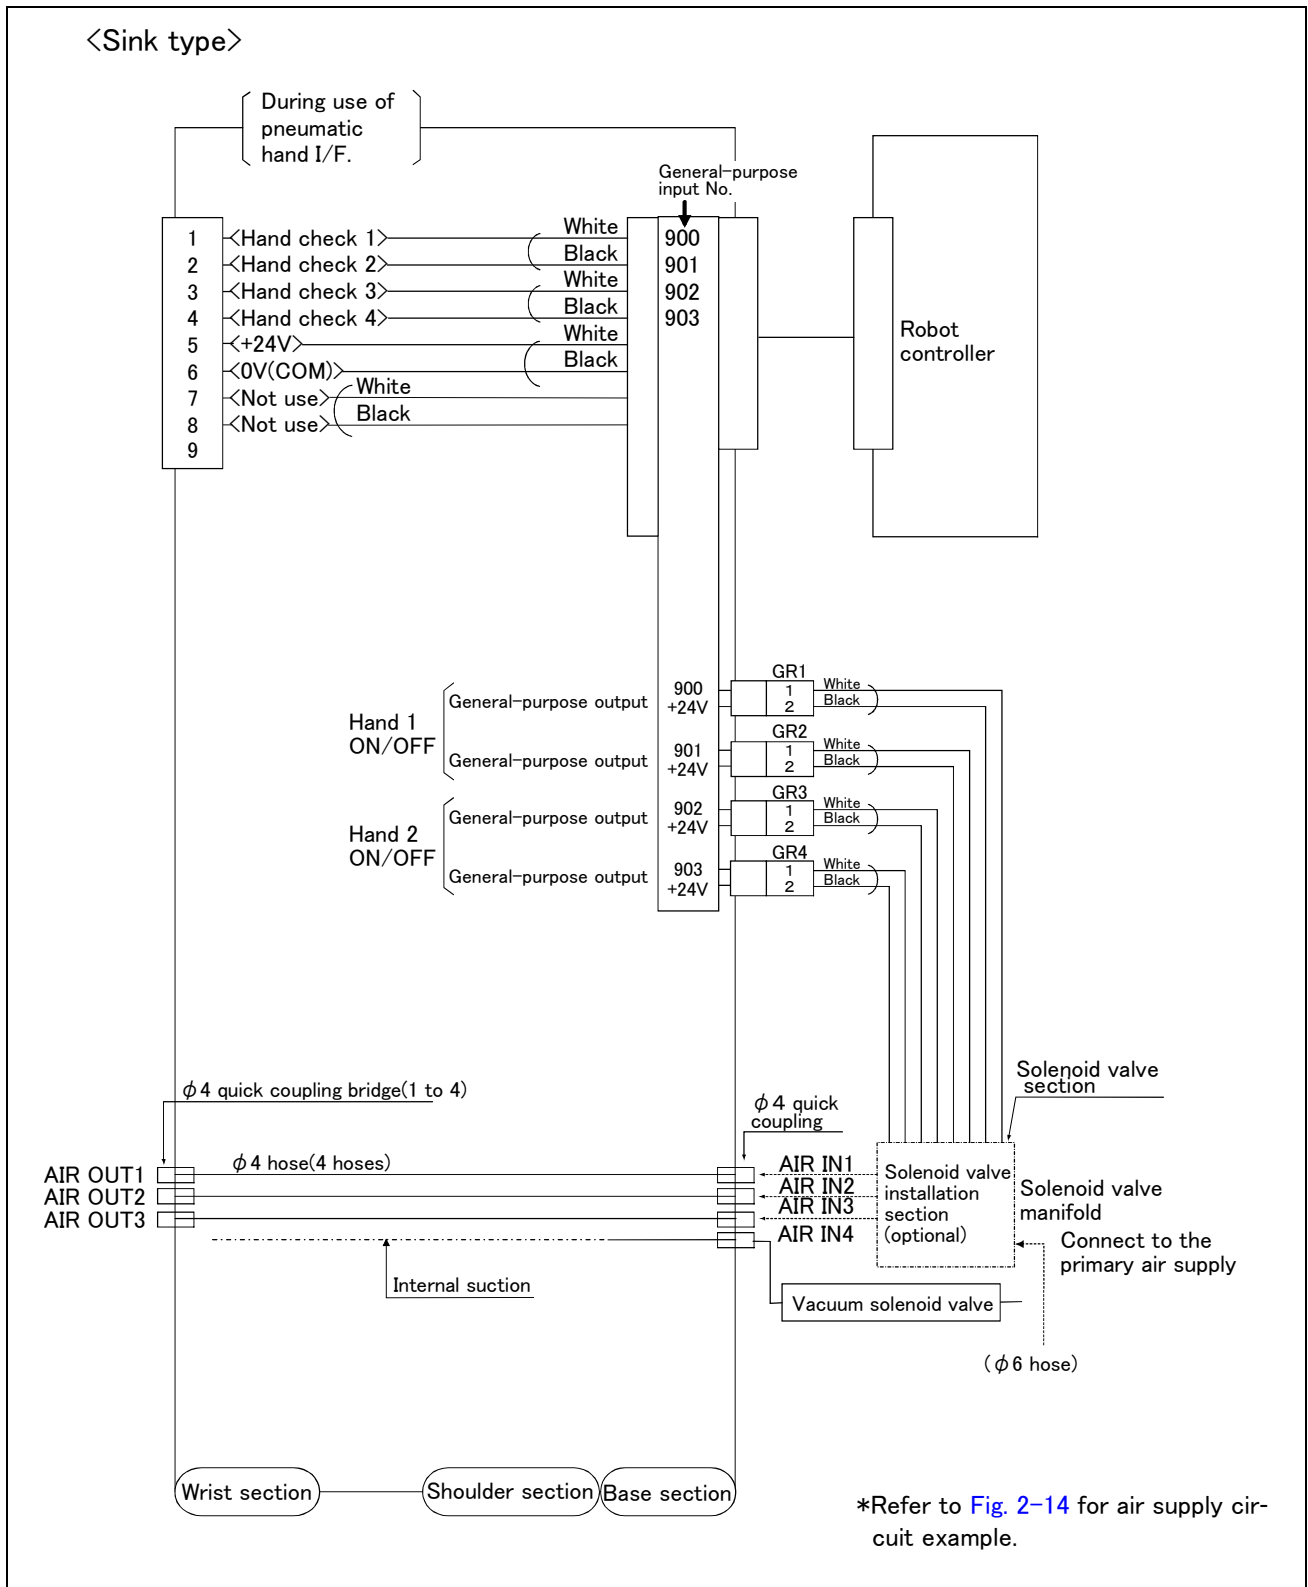 <Sink type>
During use of
pneumatic
hand I/F.
General-purpose
input No.
1 <Hand check 1> White 900
2 <Hand check 2> Black 901
3 <Hand check 3> White 902
4 <Hand check 4> Black 903
5 <+24V> White
6 <0V(COM)> Black
7 <Not use> White
8 <Not use> Black
9
Robot
controller
Hand 1
ON/OFF
General-purpose output 900
+24V
GR1
1 White
2 Black
General-purpose output 901
+24V
GR2
1 White
2 Black
Hand 2
ON/OFF
General-purpose output 902
+24V
GR3
1 White
2 Black
General-purpose output 903
+24V
GR4
1 White
2 Black
Solenoid valve
section
φ4 quick coupling bridge(1 to 4)
φ4 quick
coupling
AIR OUT1
AIR OUT2
AIR OUT3
φ4 hose(4 hoses)
AIR IN1
AIR IN2
AIR IN3
AIR IN4
Solenoid valve
installation
section
(optional)
Solenoid valve
manifold
Connect to the
primary air supply
Internal suction
Vacuum solenoid valve
(φ6 hose)
Wrist section
Shoulder section
Base section
*Refer to Fig. 2-14 for air supply cir-
cuit example.